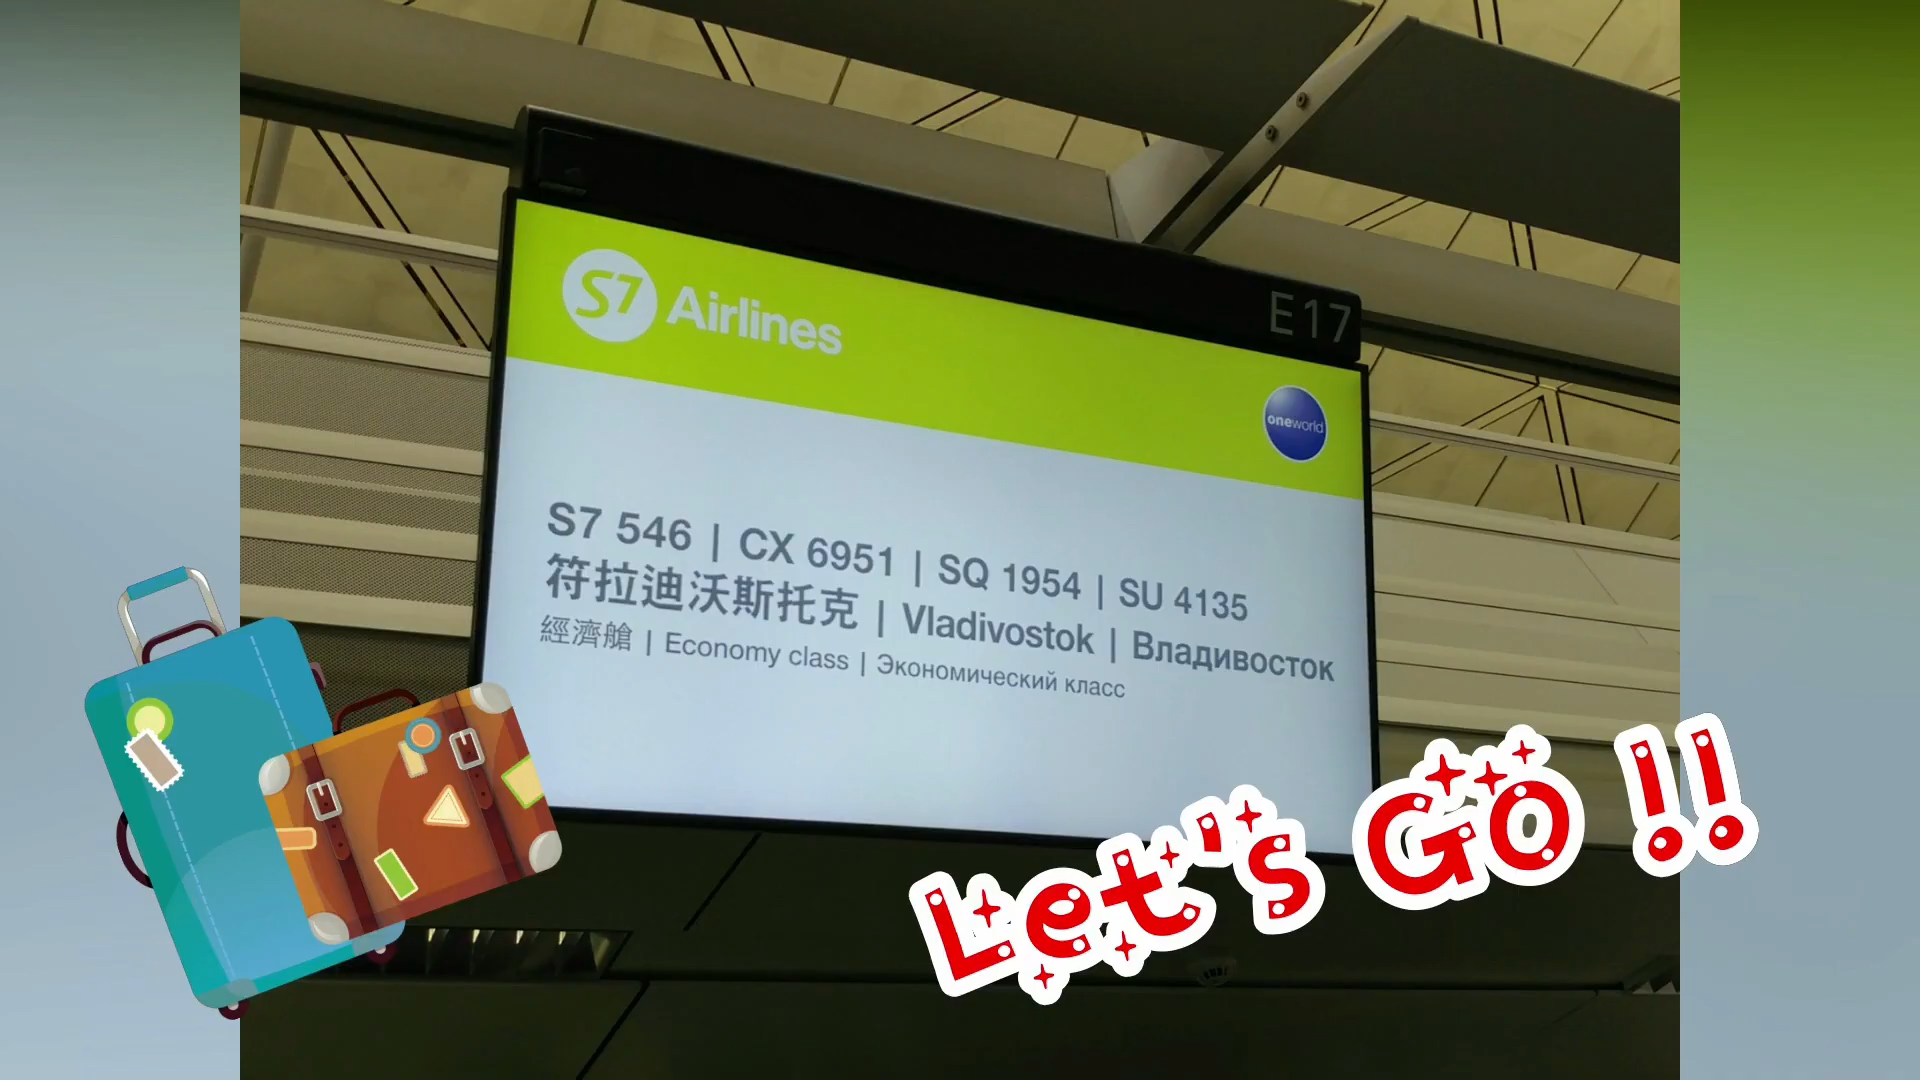 E17
S7 Airlines
oneworld
S7 546 | CX 6951 | SQ 1954 | SU 4135
符拉迪沃斯托克 | Vladivostok | Владивосток
經濟艙 | Economy class | Экономический класс
Let's Go !!